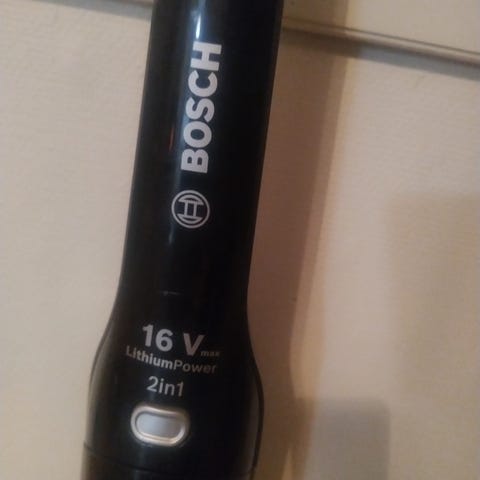 BOSCH
16 Vmax
LithiumPower
2in1